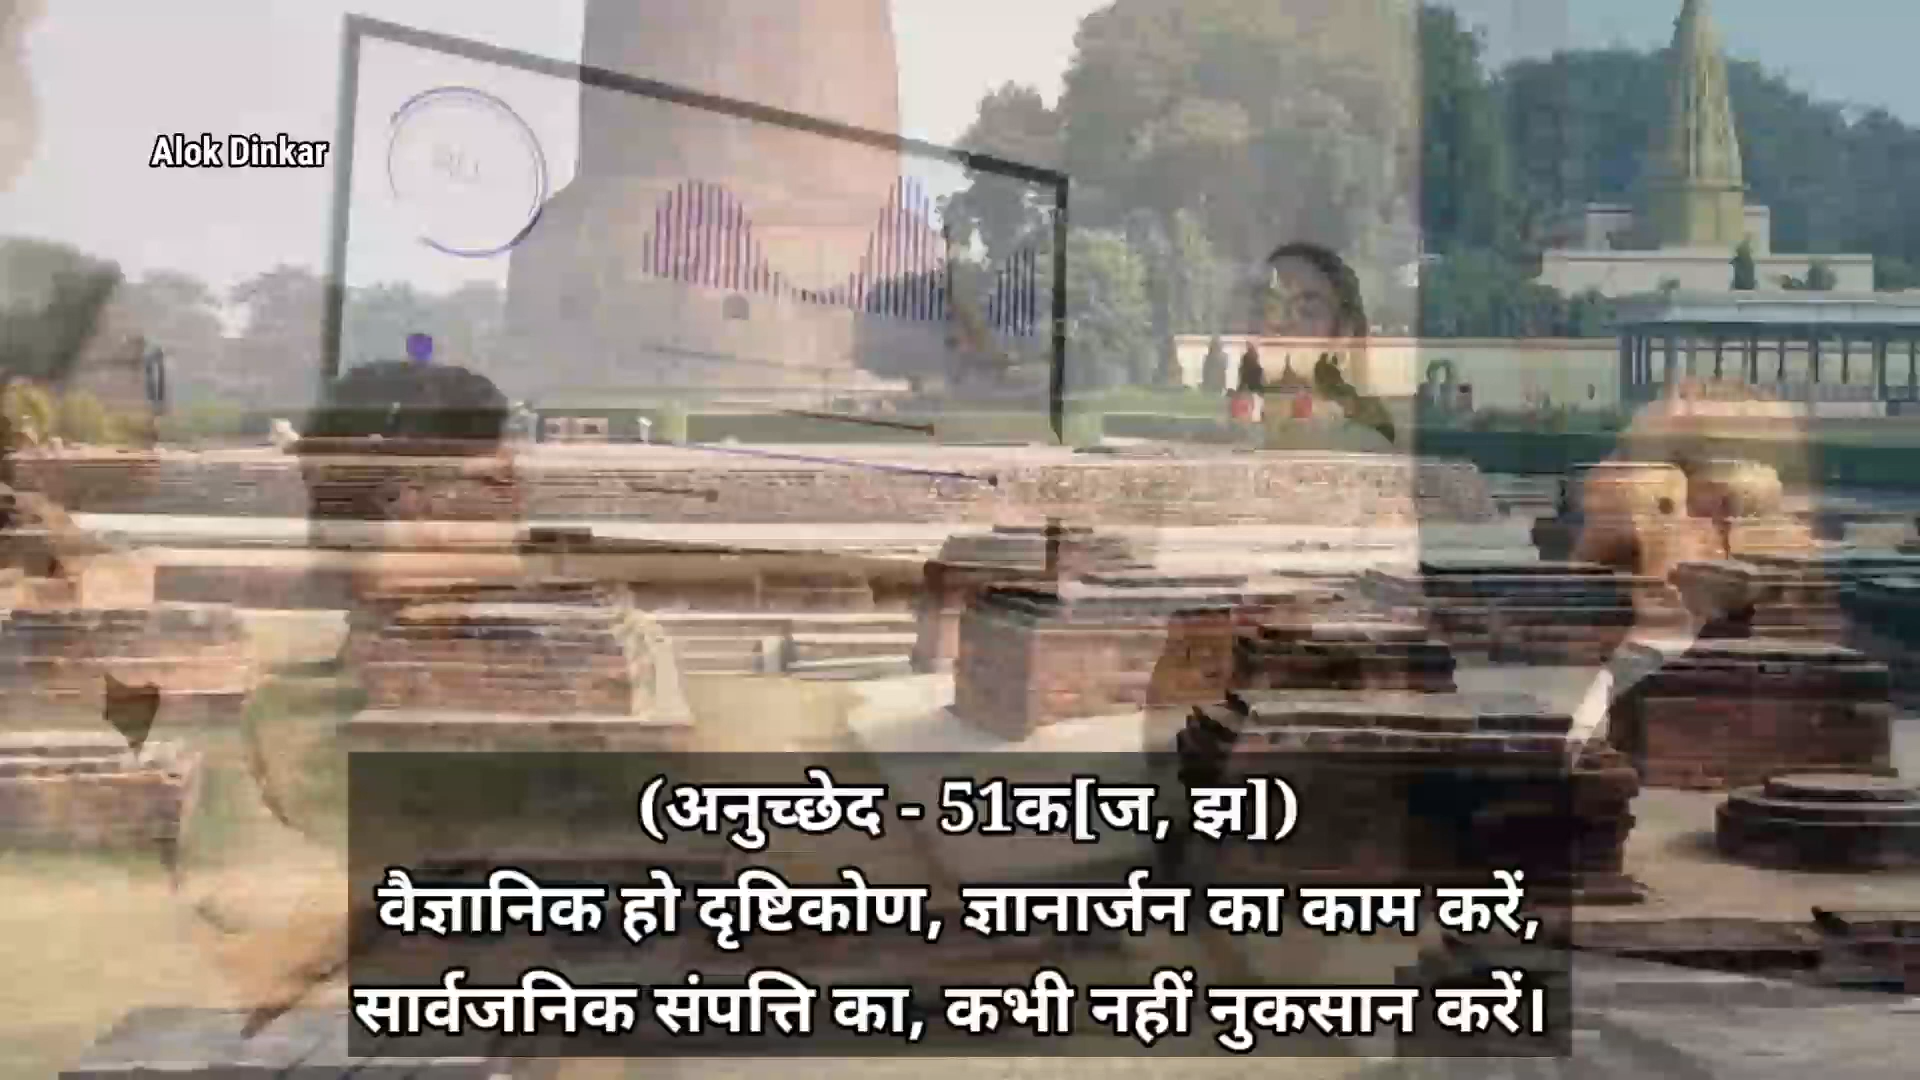 Alok Dinkar
(अनुच्छेद - 51क[ज, झ])
वैज्ञानिक हो दृष्टिकोण, ज्ञानार्जन का काम करें,
सार्वजनिक संपत्ति का, कभी नहीं नुकसान करें।